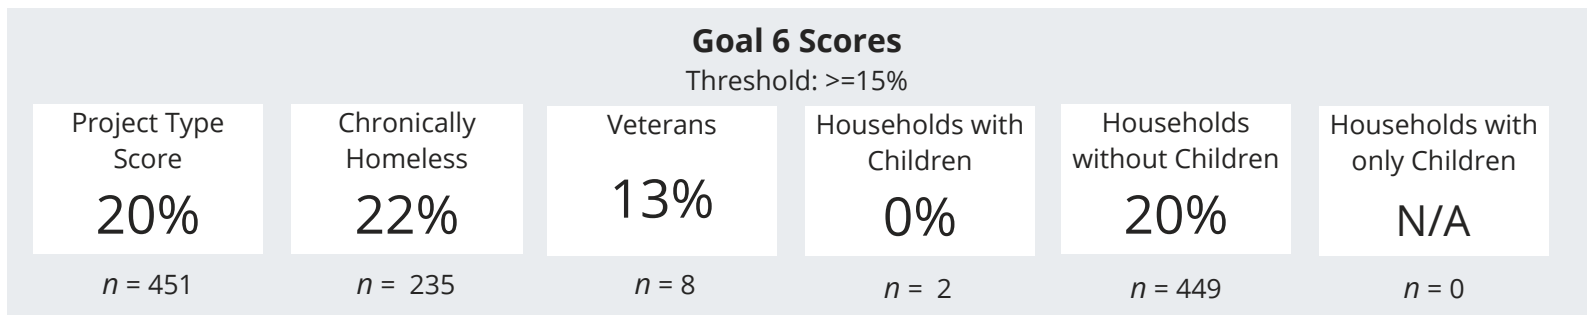 Goal 6 Scores
Threshold: >=15%
Project Type
Score
20%
n = 451
Chronically
Homeless
22%
n = 235
Veterans
13%
n = 8
Households with
Children
0%
n = 2
Households
without Children
20%
n = 449
Households with
only Children
N/A
n = 0